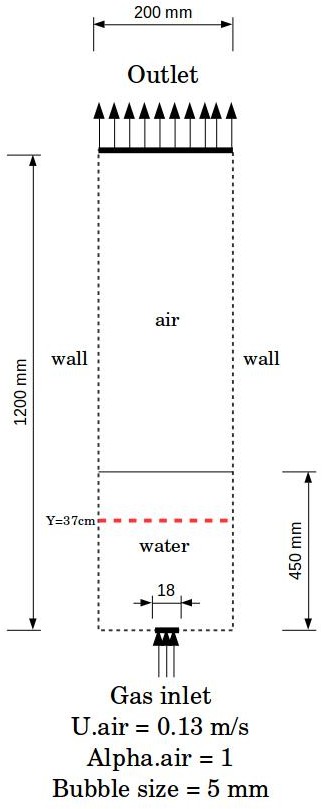 200 mm
Outlet
air
wall
wall
1200 mm
Y=37cm
water
450 mm
18
Gas inlet
U.air = 0.13 m/s
Alpha.air = 1
Bubble size = 5 mm